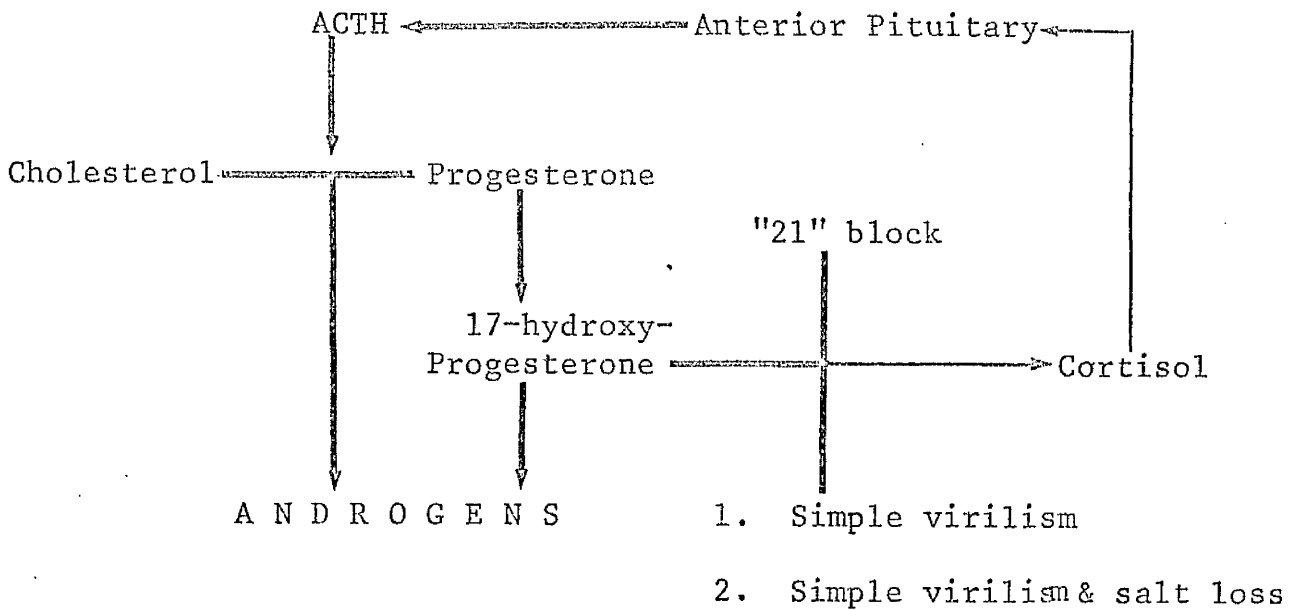 ACTH Anterior Pituitary
Cholesterol Progesterone
"21" block
17-hydroxy-
Progesterone Cortisol
A N D R O G E N S
1. Simple virilism
2. Simple virilism & salt loss